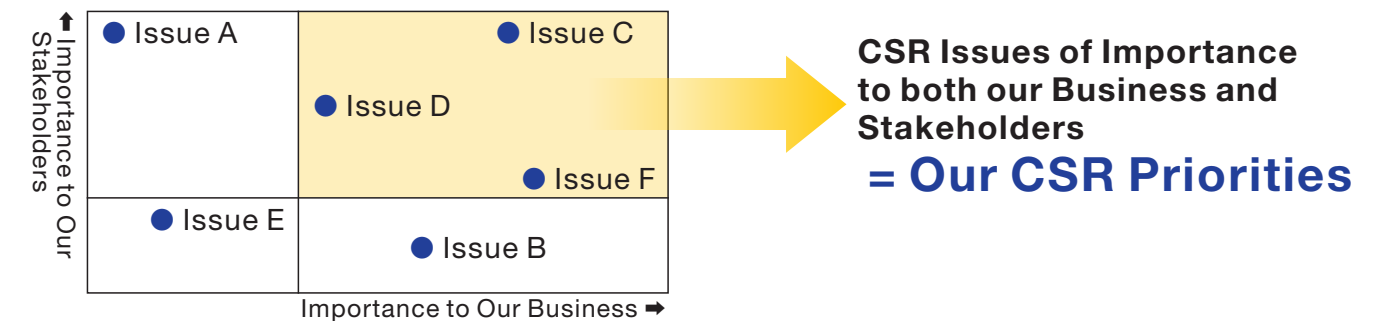 Importance to Our
Stakeholders
Issue A
Issue C
Issue D
Issue F
Issue E
Issue B
Importance to Our Business
CSR Issues of Importance
to both our Business and
Stakeholders
= Our CSR Priorities